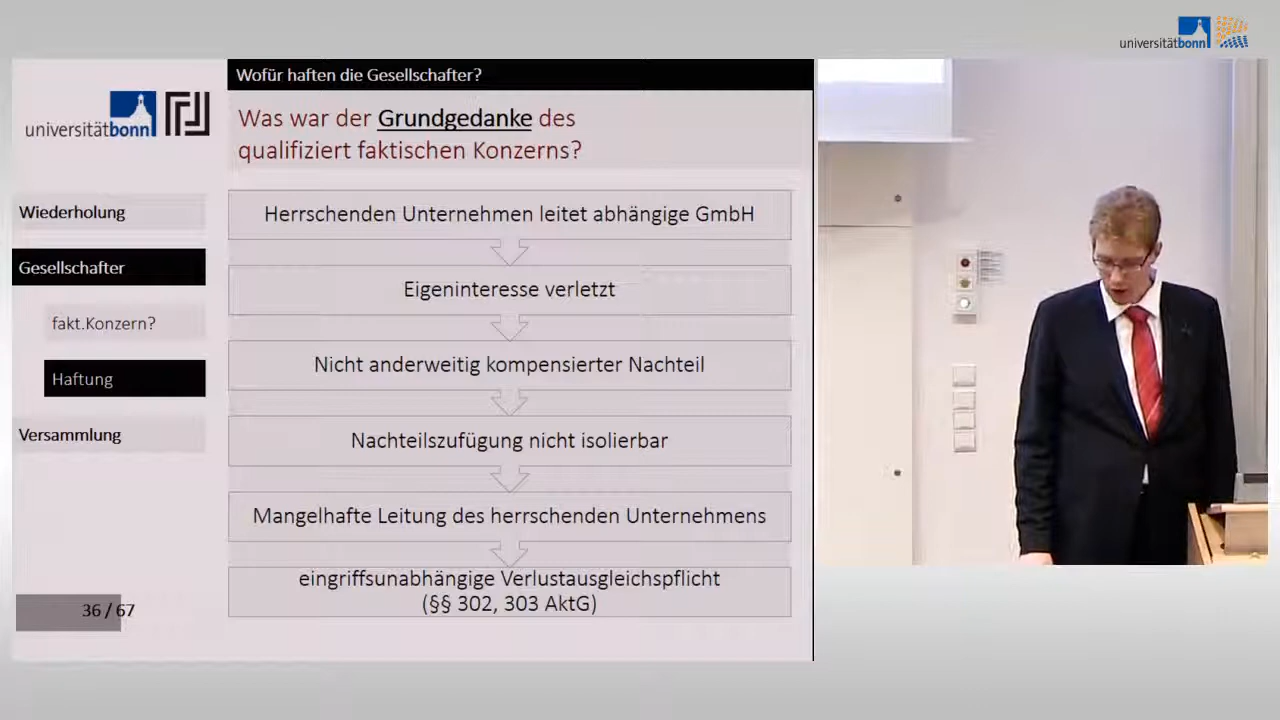 universitätbonn
Wofür haften die Gesellschafter?
universitätbonn
Was war der Grundgedanke des
qualifiziert faktischen Konzerns?
Wiederholung
Gesellschafter
fakt.Konzern?
Haftung
Versammlung
36 / 67
Herrschenden Unternehmen leitet abhängige GmbH
Eigeninteresse verletzt
Nicht anderweitig kompensierter Nachteil
Nachteilszufügung nicht isolierbar
Mangelhafte Leitung des herrschenden Unternehmens
eingriffsunabhängige Verlustausgleichspflicht
(§§ 302, 303 AktG)